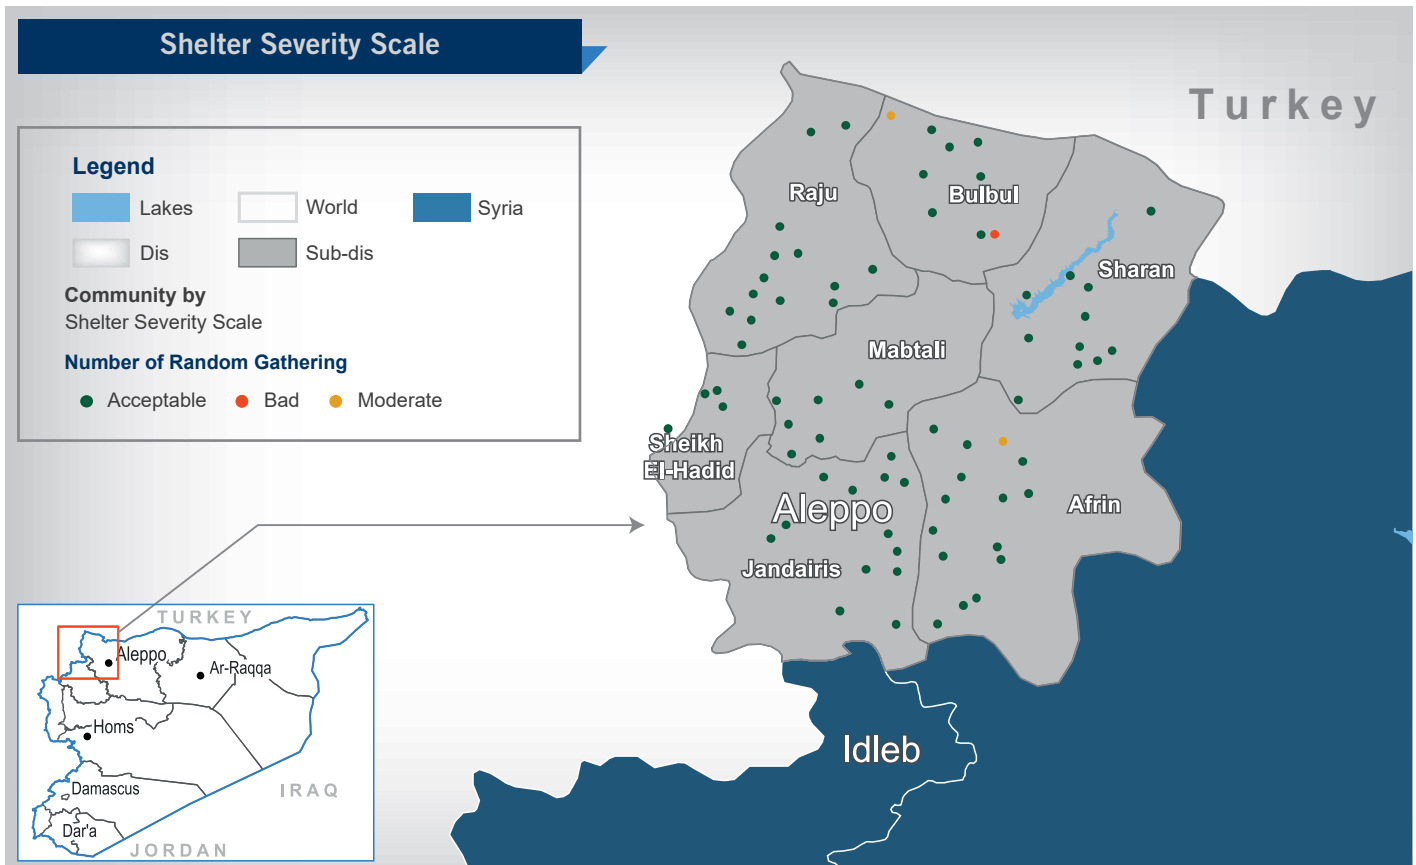 Shelter Severity Scale
Turkey
Legend
Lakes
World
Syria
Dis
Sub-dis
Community by
Shelter Severity Scale
Number of Random Gathering
Acceptable
Bad
Moderate
Raju
Bulbul
Sharan
Mabtali
Sheikh
El-Hadid
Aleppo
Afrin
Jandairis
Idleb
TURKEY
Aleppo
Ar-Raqqa
Homs
Damascus
IRAQ
Dar'a
JORDAN